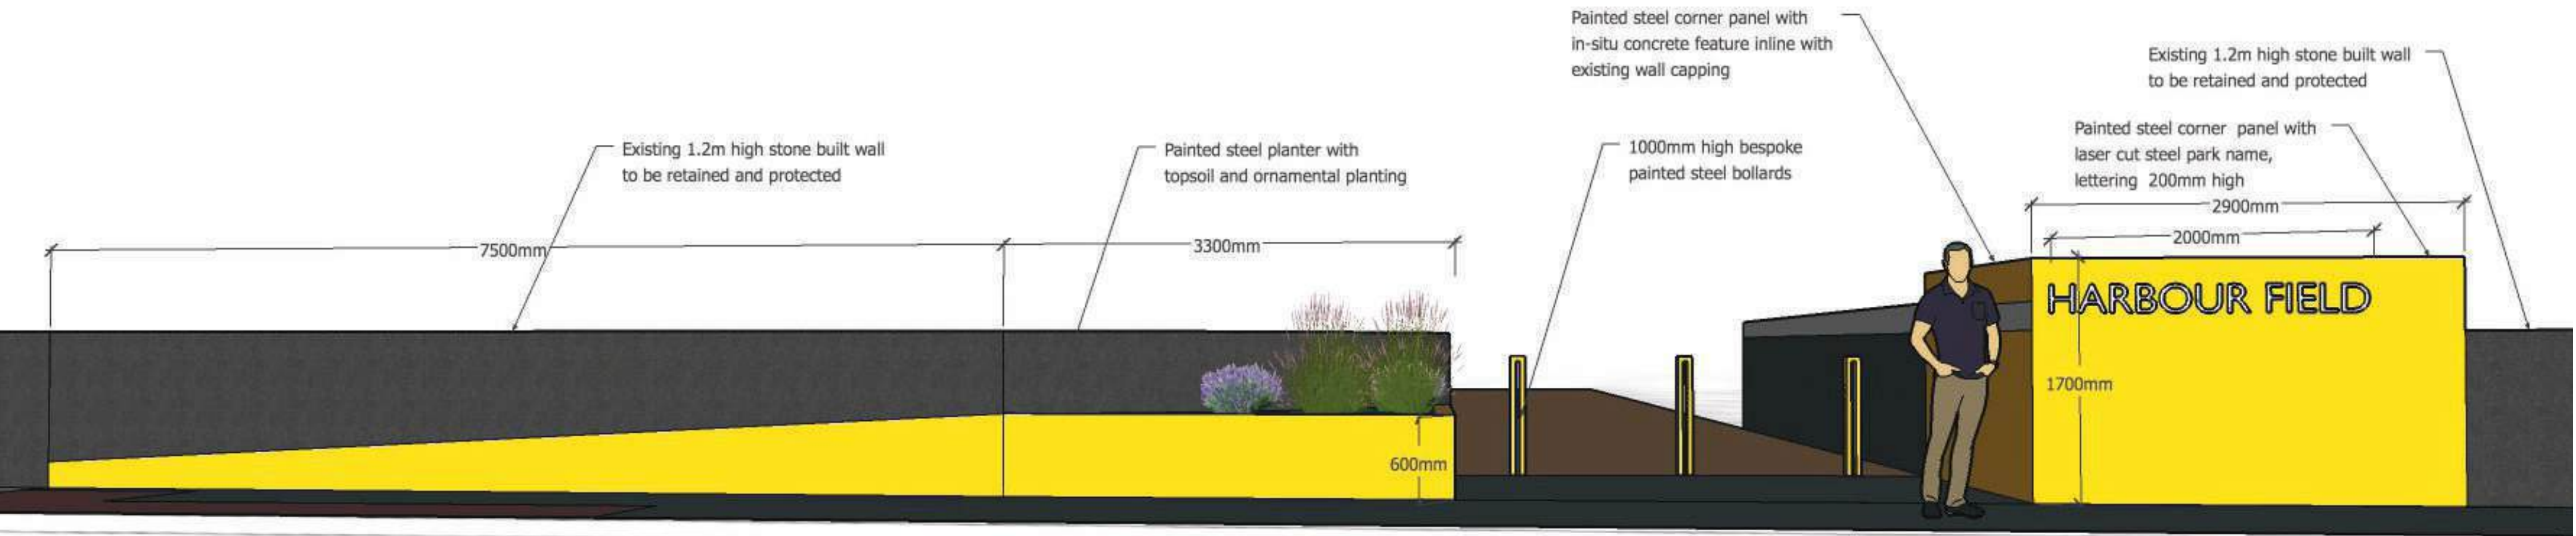 Painted steel corner panel with
in-situ concrete feature inline with
existing wall capping
Existing 1.2m high stone built wall
to be retained and protected
Painted steel corner panel with
laser cut steel park name,
lettering 200mm high
Existing 1.2m high stone built wall
to be retained and protected
Painted steel planter with
topsoil and ornamental planting
1000mm high bespoke
painted steel bollards
2900mm
2000mm
7500mm
3300mm
HARBOUR FIELD
1700mm
600mm